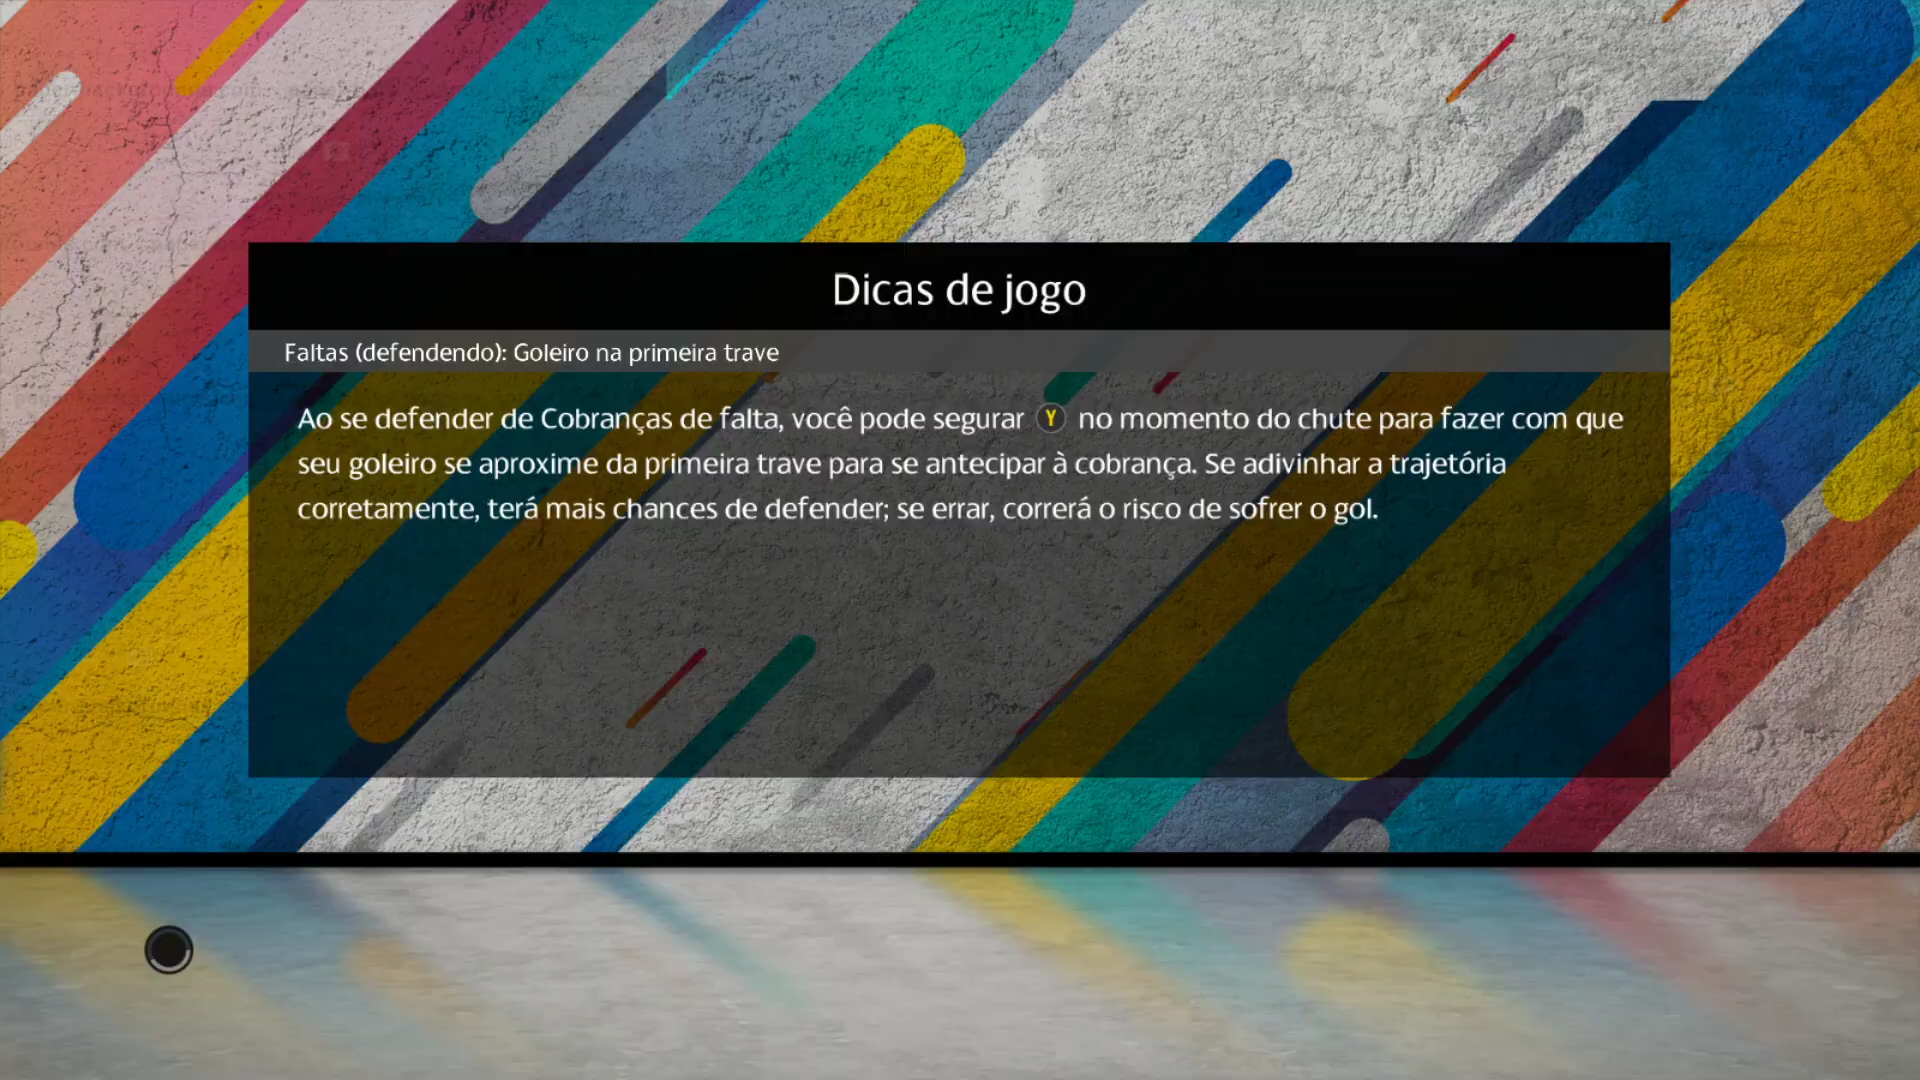 Dicas de jogo
Faltas (defendendo): Goleiro na primeira trave
Ao se defender de Cobranças de falta, você pode segurar Y no momento do chute para fazer com que
seu goleiro se aproxime da primeira trave para se antecipar à cobrança. Se adivinhar a trajetória
corretamente, terá mais chances de defender; se errar, correrá o risco de sofrer o gol.